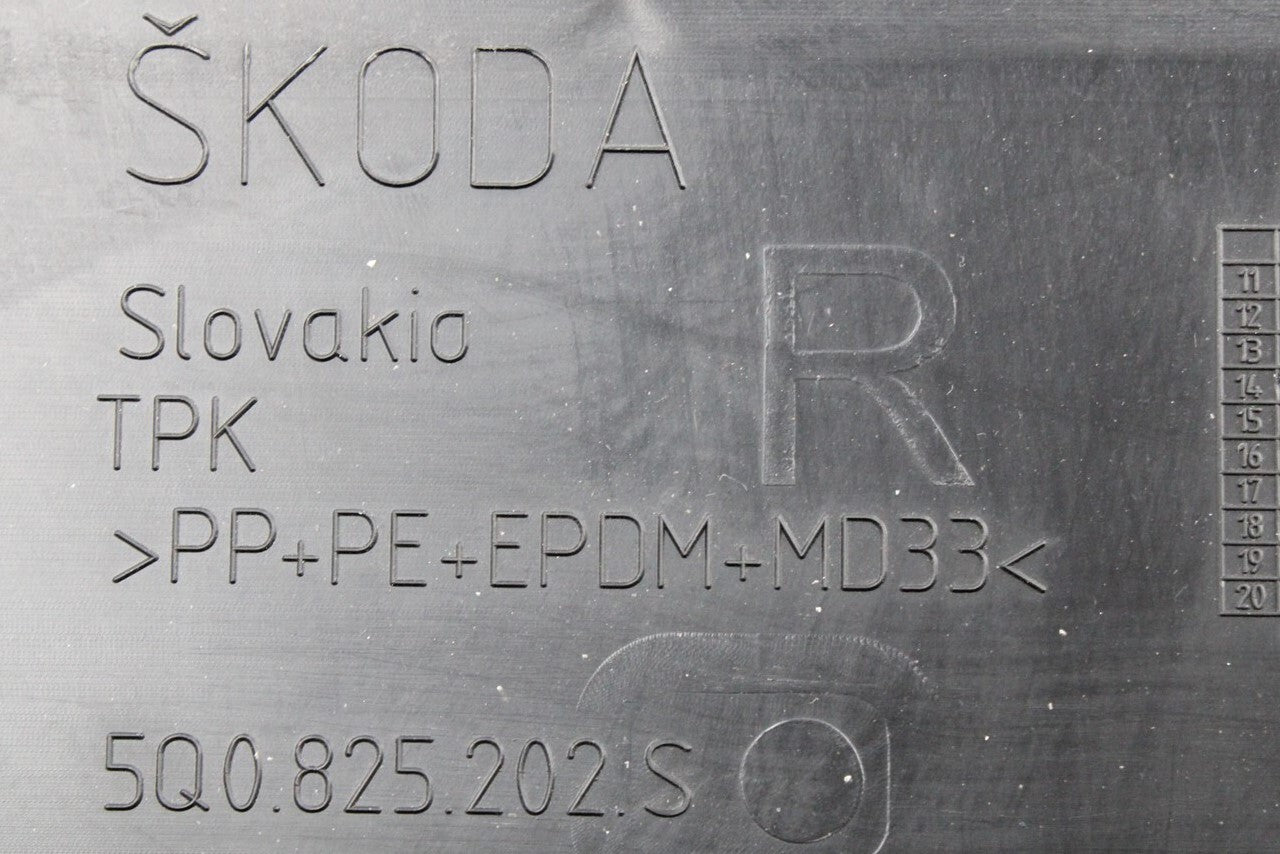 ŠKODA
R
Slovakia
TPK
>PP+PE+EPDM+MD33<
5Q0.825.202.S
11
12
13
14
15
16
17
18
19
20